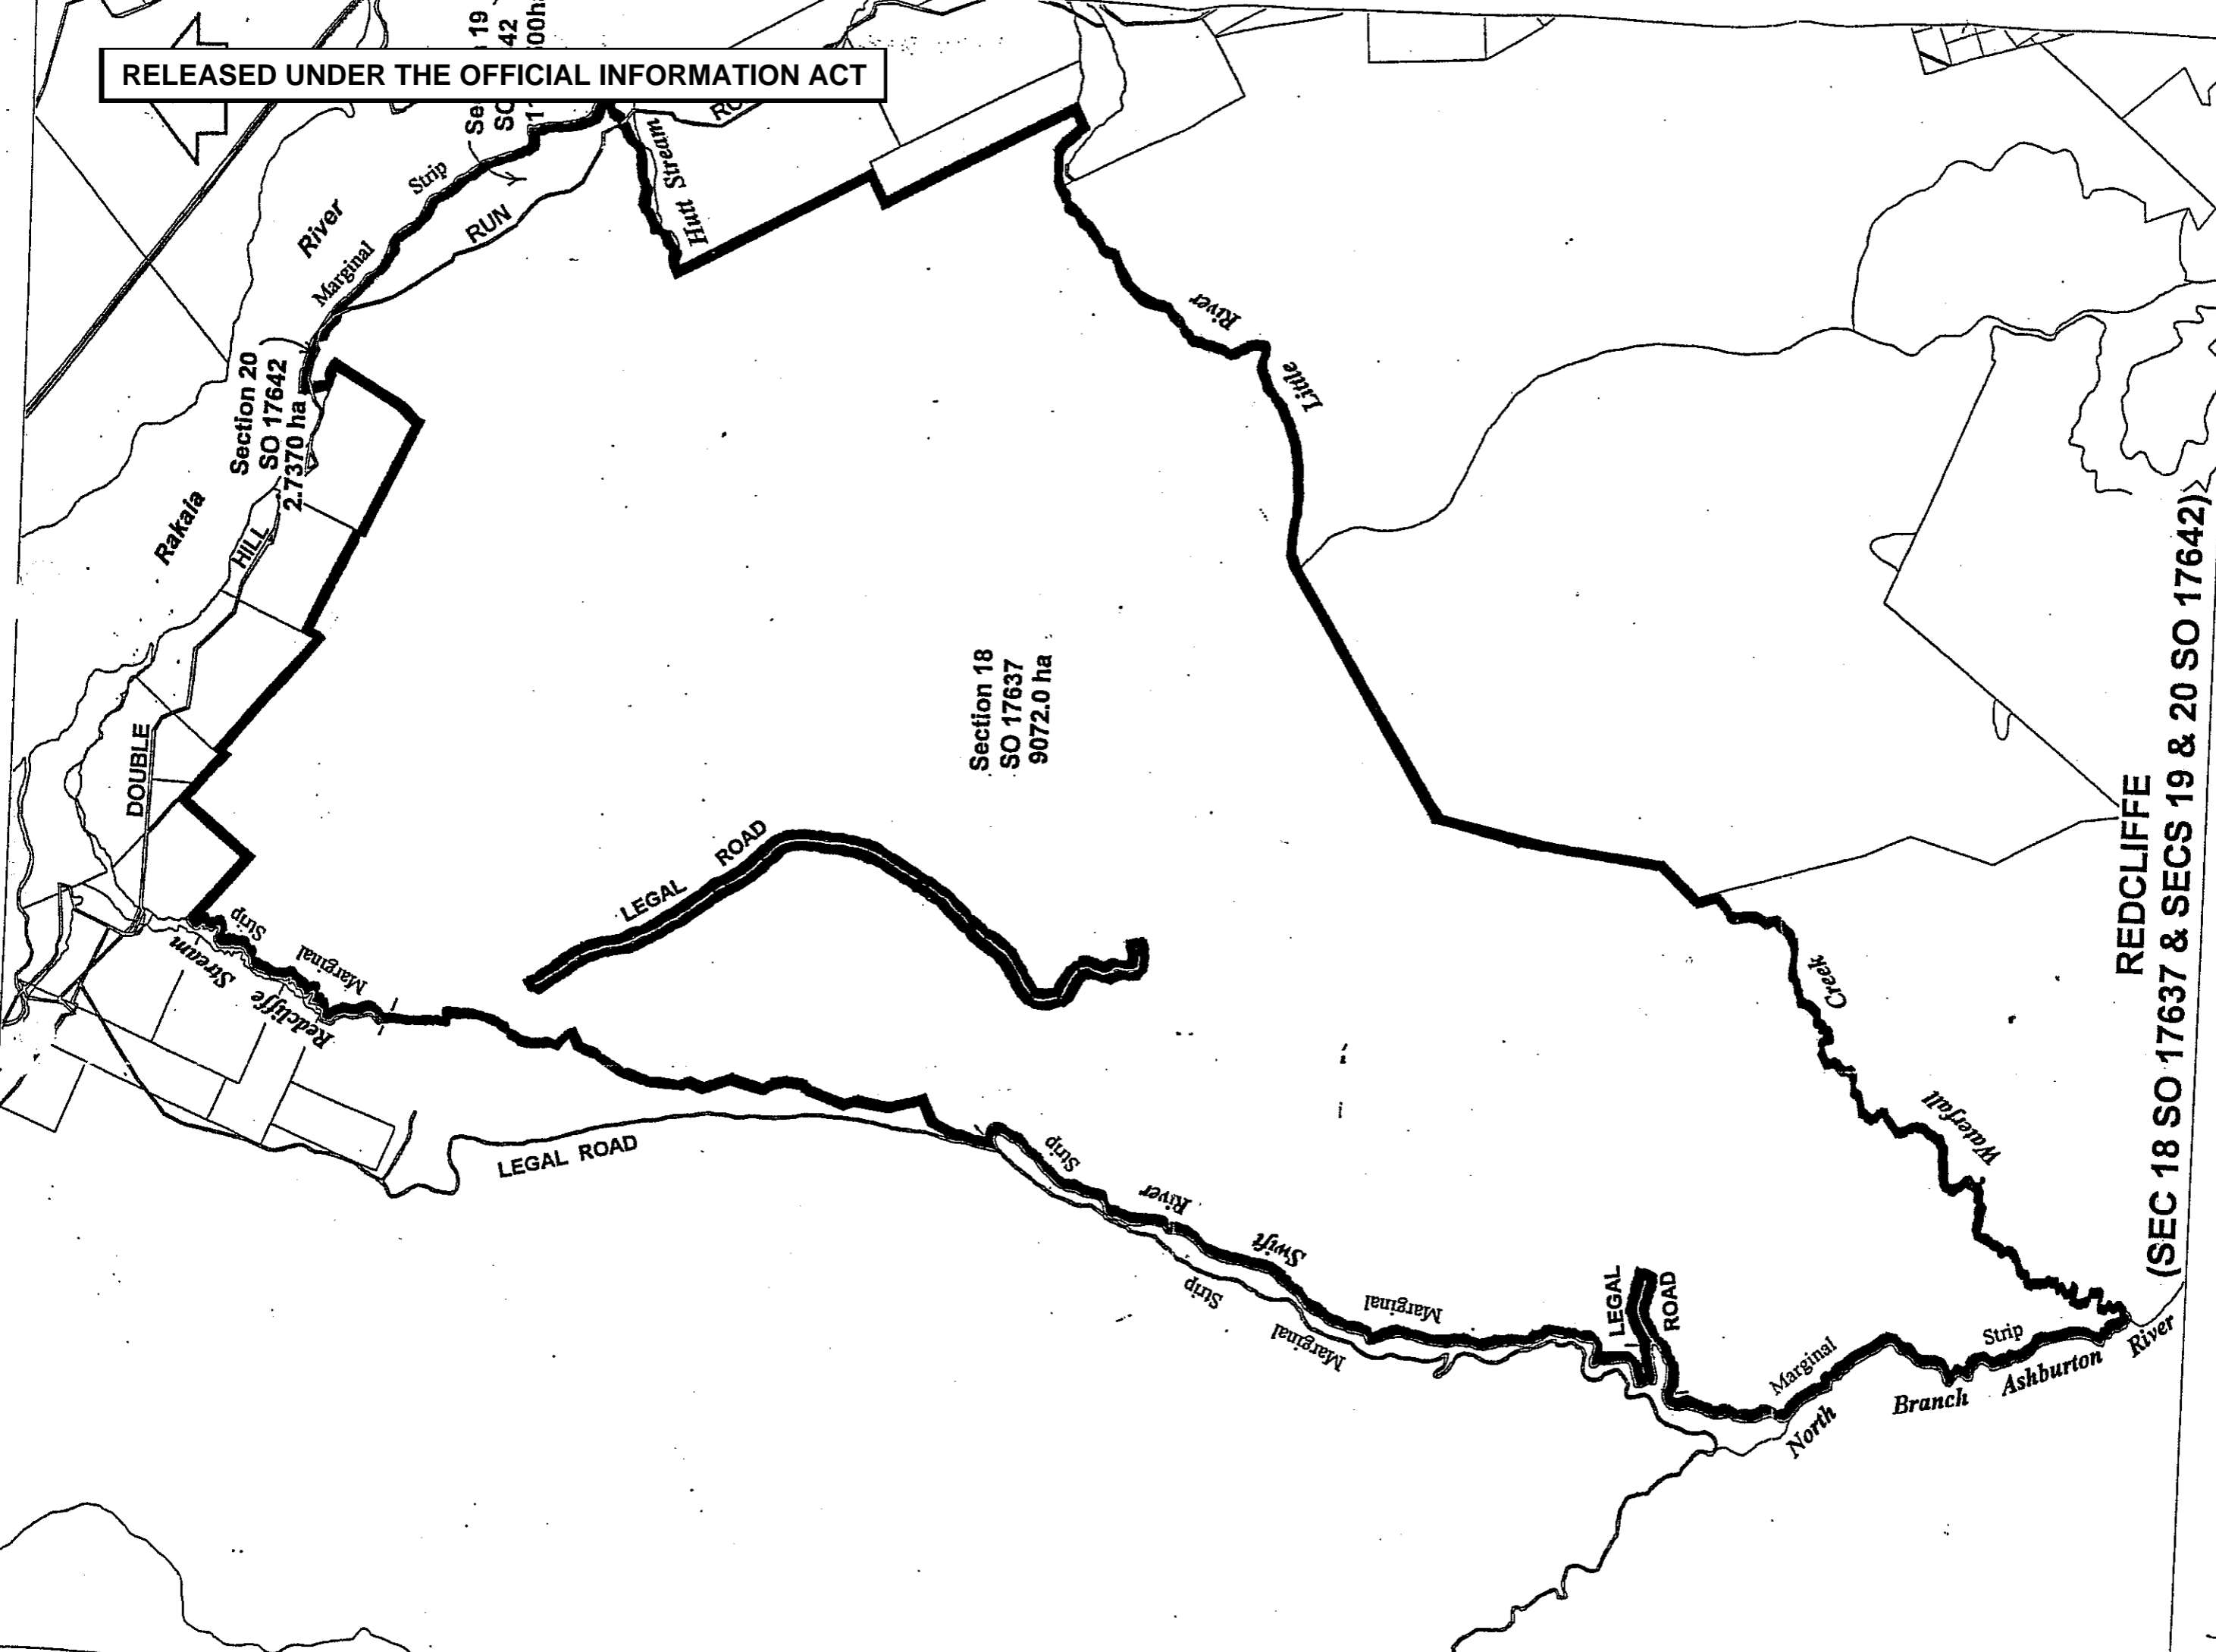 RELEASED UNDER THE OFFICIAL INFORMATION ACT
19
42
Strip
River
Marginal
RUN
Hutt Stream
Section 20
SO 17642
2.7370 ha
Rakaia
HILL
DOUBLE
River
Little
Section 18
SO 17637
9072.0 ha
LEGAL ROAD
Strip
Marginal
Redcliffe Stream
LEGAL ROAD
Strip
River
Swift
Strip
Marginal
Marginal
LEGAL
ROAD
Creek
Waterfall
Marginal
Strip
North
Branch
Ashburton
River
REDCLIFFE
(SEC 18 SO 17637 & SECS 19 & 20 SO 17642)